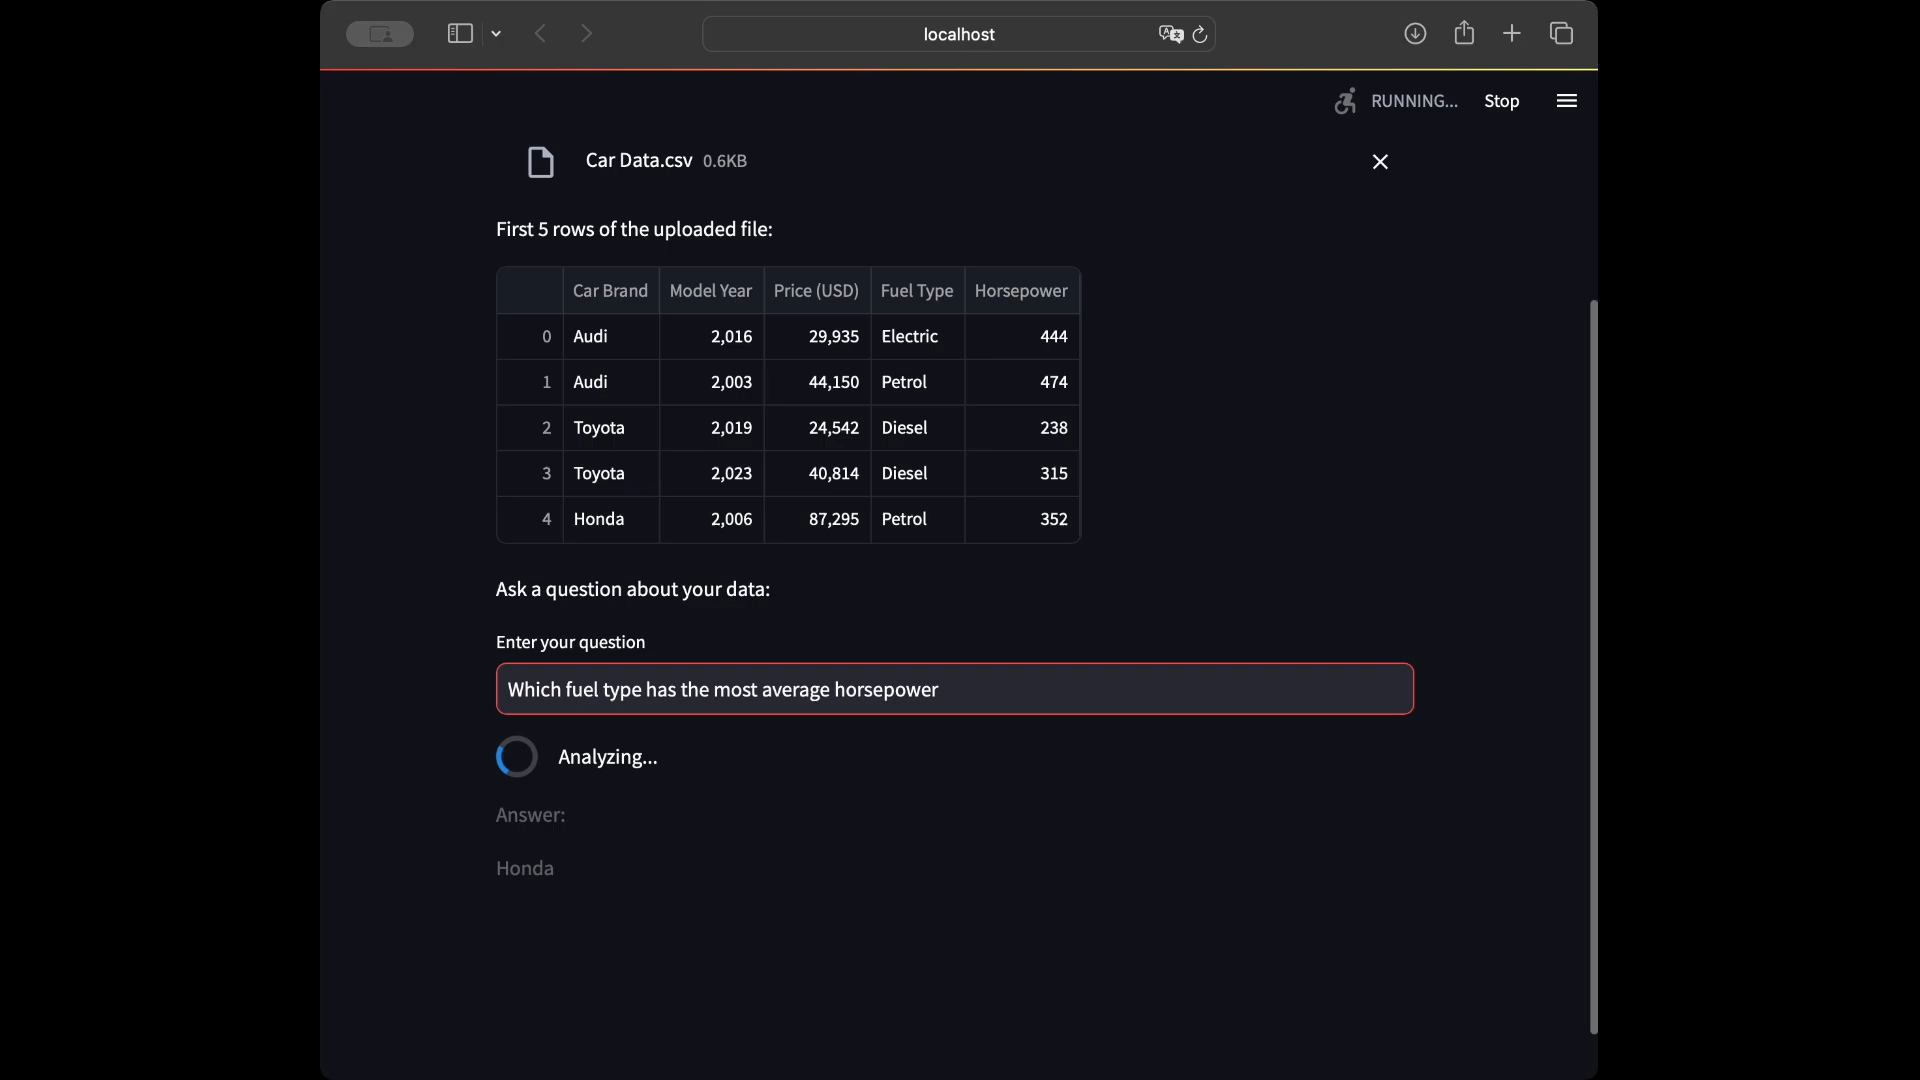 localhost
RUNNING... Stop
Car Data.csv 0.6KB
First 5 rows of the uploaded file:
Car Brand Model Year Price (USD) Fuel Type Horsepower
0 Audi 2,016 29,935 Electric 444
1 Audi 2,003 44,150 Petrol 474
2 Toyota 2,019 24,542 Diesel 238
3 Toyota 2,023 40,814 Diesel 315
4 Honda 2,006 87,295 Petrol 352
Ask a question about your data:
Enter your question
Which fuel type has the most average horsepower
Analyzing...
Answer:
Honda